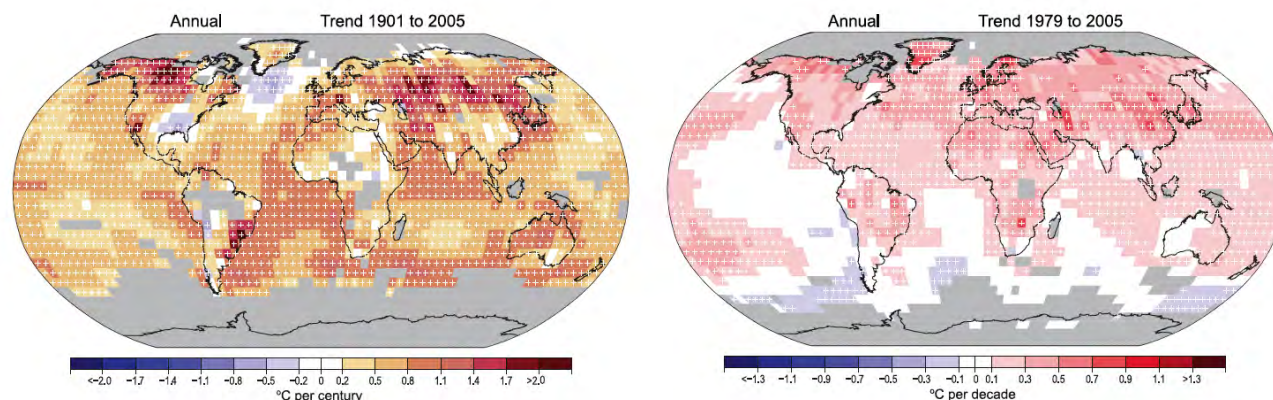 Annual Trend 1901 to 2005
Annual Trend 1979 to 2005
<-2.0 -1.7 -1.4 -1.1 -0.8 -0.5 -0.2 0 0.2 0.5 0.8 1.1 1.4 1.7 >2.0
ºC per century
<-1.3 -1.1 -0.9 -0.7 -0.5 -0.3 -0.1 0 0.1 0.3 0.5 0.7 0.9 1.1 >1.3
ºC per decade